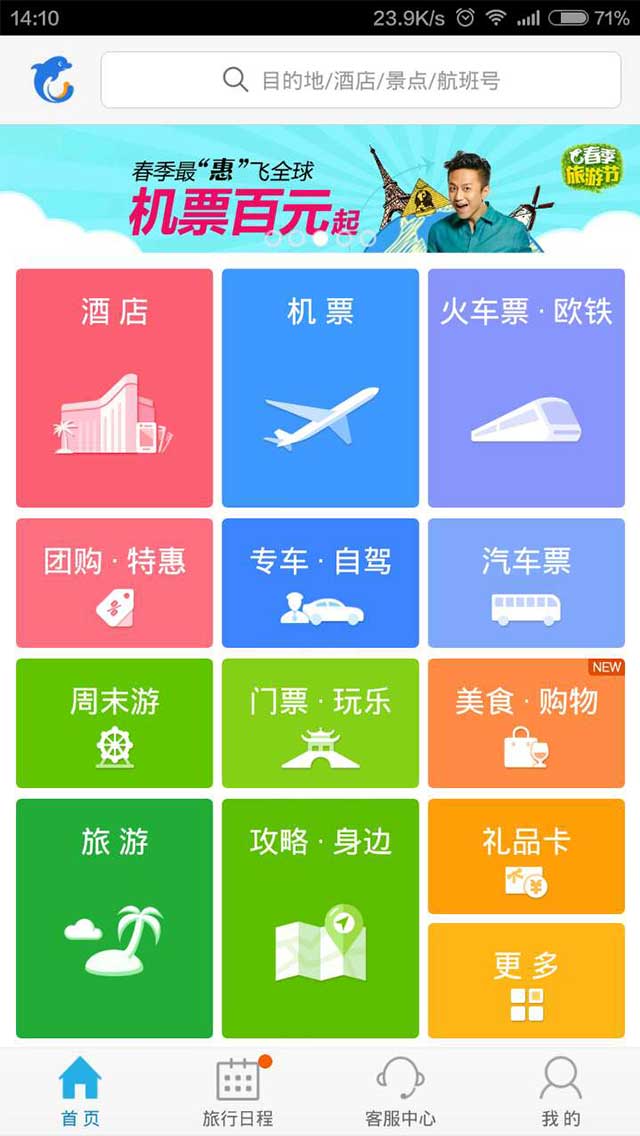 14:10
23.9K/s
71%
目的地/酒店/景点/航班号
春季最“惠”飞全球
机票百元起
春季
旅游节
酒 店
机 票
火车票 · 欧铁
团购 · 特惠
专车 · 自驾
汽车票
周末游
门票 · 玩乐
NEW
美食 · 购物
旅 游
攻略 · 身边
礼品卡
更 多
首 页
旅行日程
客服中心
我 的